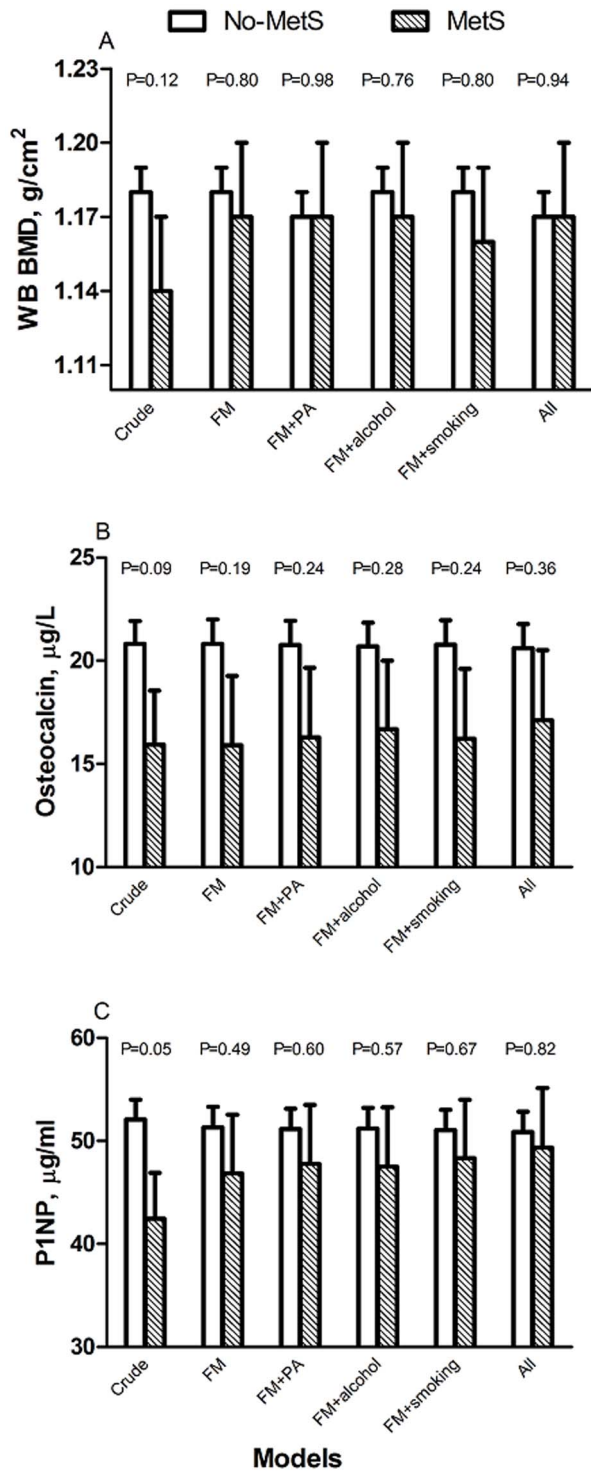 No-MetS MetS
A
P=0.12 P=0.80 P=0.98 P=0.76 P=0.80 P=0.94
WB BMD, g/cm²
1.23
1.20
1.17
1.14
1.11
Crude FM FM+PA FM+alcohol FM+smoking All
B
P=0.09 P=0.19 P=0.24 P=0.28 P=0.24 P=0.36
Osteocalcin, μg/L
25
20
15
10
Crude FM FM+PA FM+alcohol FM+smoking All
C
P=0.05 P=0.49 P=0.60 P=0.57 P=0.67 P=0.82
P1NP, μg/ml
60
50
40
30
Crude FM FM+PA FM+alcohol FM+smoking All
Models